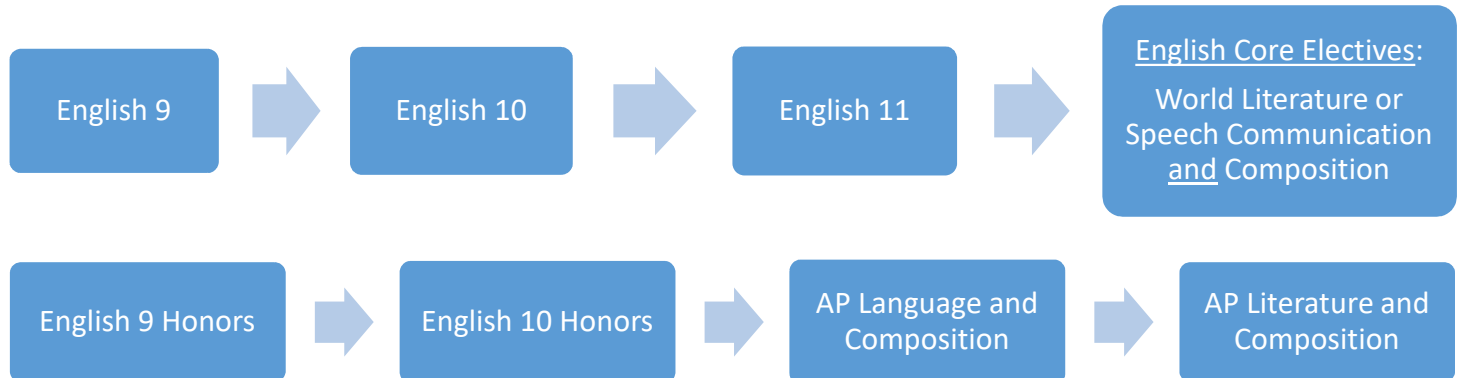 English 9
English 10
English 11
English Core Electives:
World Literature or
Speech Communication
and Composition
English 9 Honors
English 10 Honors
AP Language and
Composition
AP Literature and
Composition